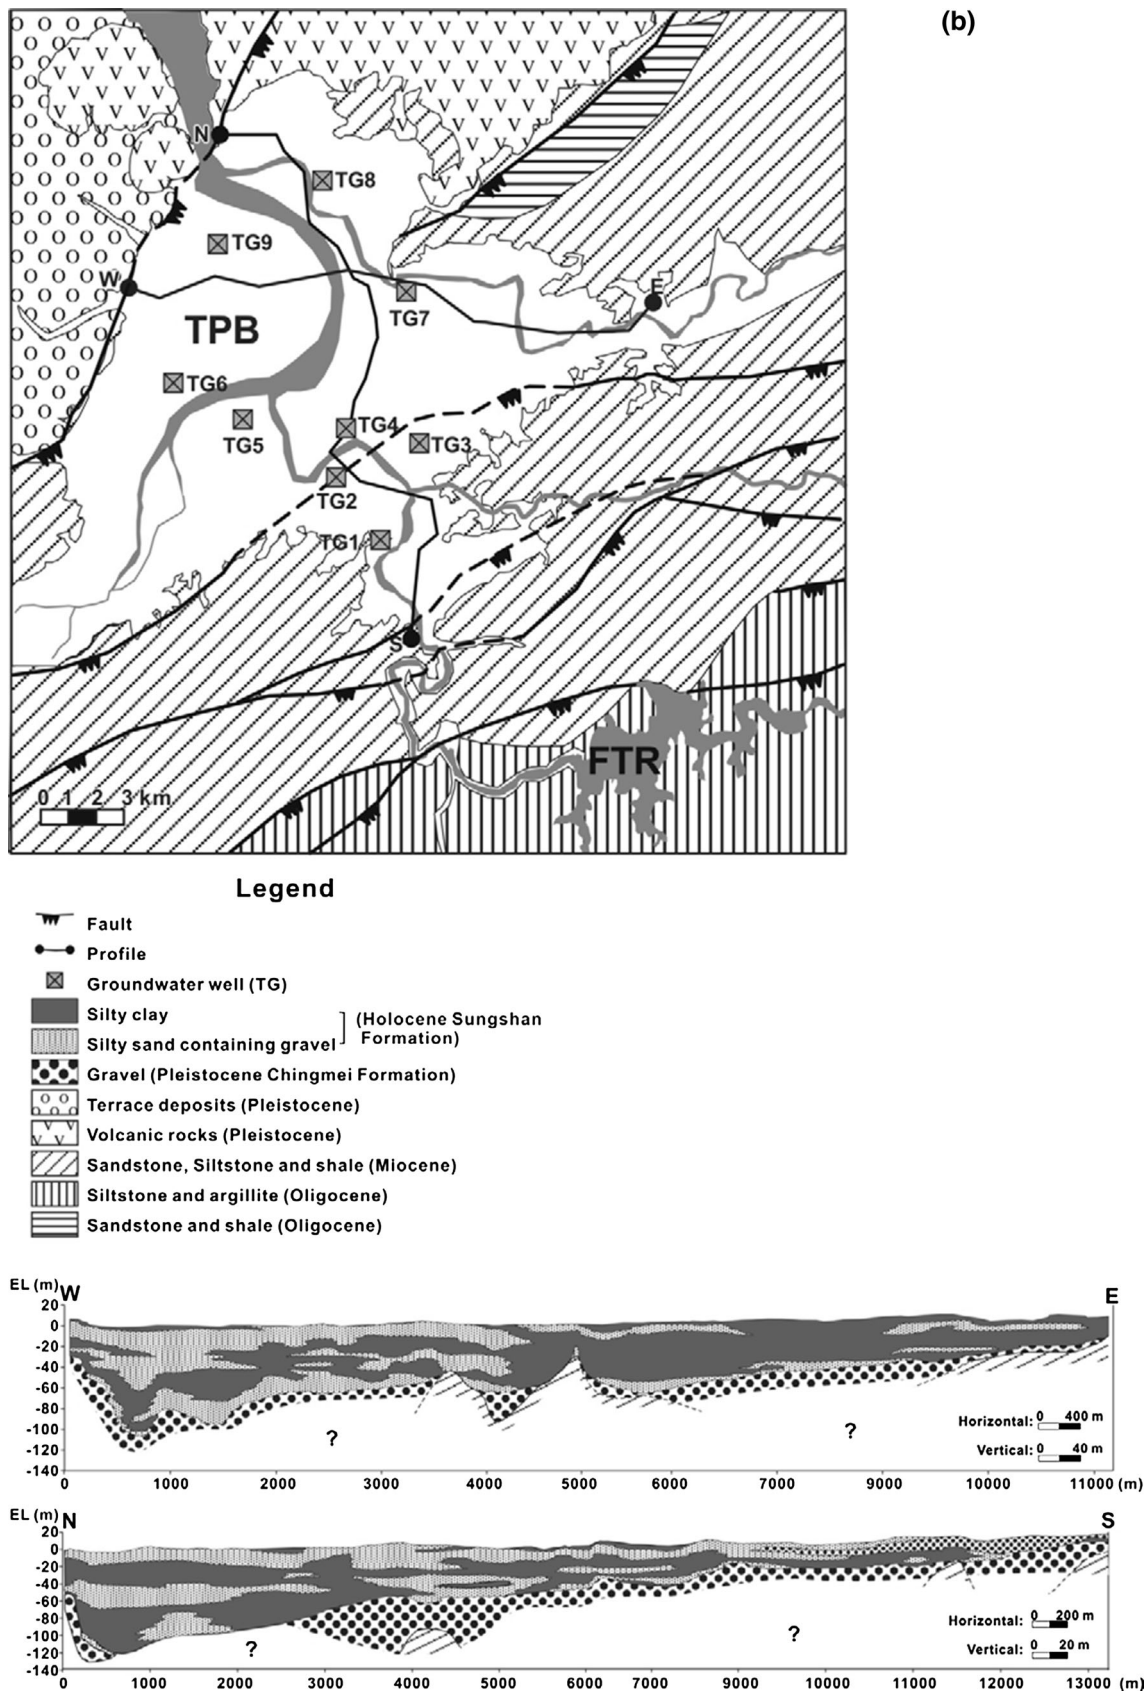 (b)
N
TG8
TG9
W
E
TG7
TPB
TG6
TG4
TG5
TG3
TG2
TG1
S
FTR
0 1 2 3 km
Legend
Fault
Profile
Groundwater well (TG)
Silty clay
Silty sand containing gravel
(Holocene Sungshan
Formation)
Gravel (Pleistocene Chingmei Formation)
Terrace deposits (Pleistocene)
Volcanic rocks (Pleistocene)
Sandstone, Siltstone and shale (Miocene)
Siltstone and argillite (Oligocene)
Sandstone and shale (Oligocene)
EL (m) W E
20
0
-20
-40
-60
-80
-100
-120
-140
? ?
Horizontal: 0 400 m
Vertical: 0 40 m
0 1000 2000 3000 4000 5000 6000 7000 8000 9000 10000 11000 (m)
EL (m) N S
20
0
-20
-40
-60
-80
-100
-120
-140
? ?
Horizontal: 0 200 m
Vertical: 0 20 m
0 1000 2000 3000 4000 5000 6000 7000 8000 9000 10000 11000 12000 13000 (m)